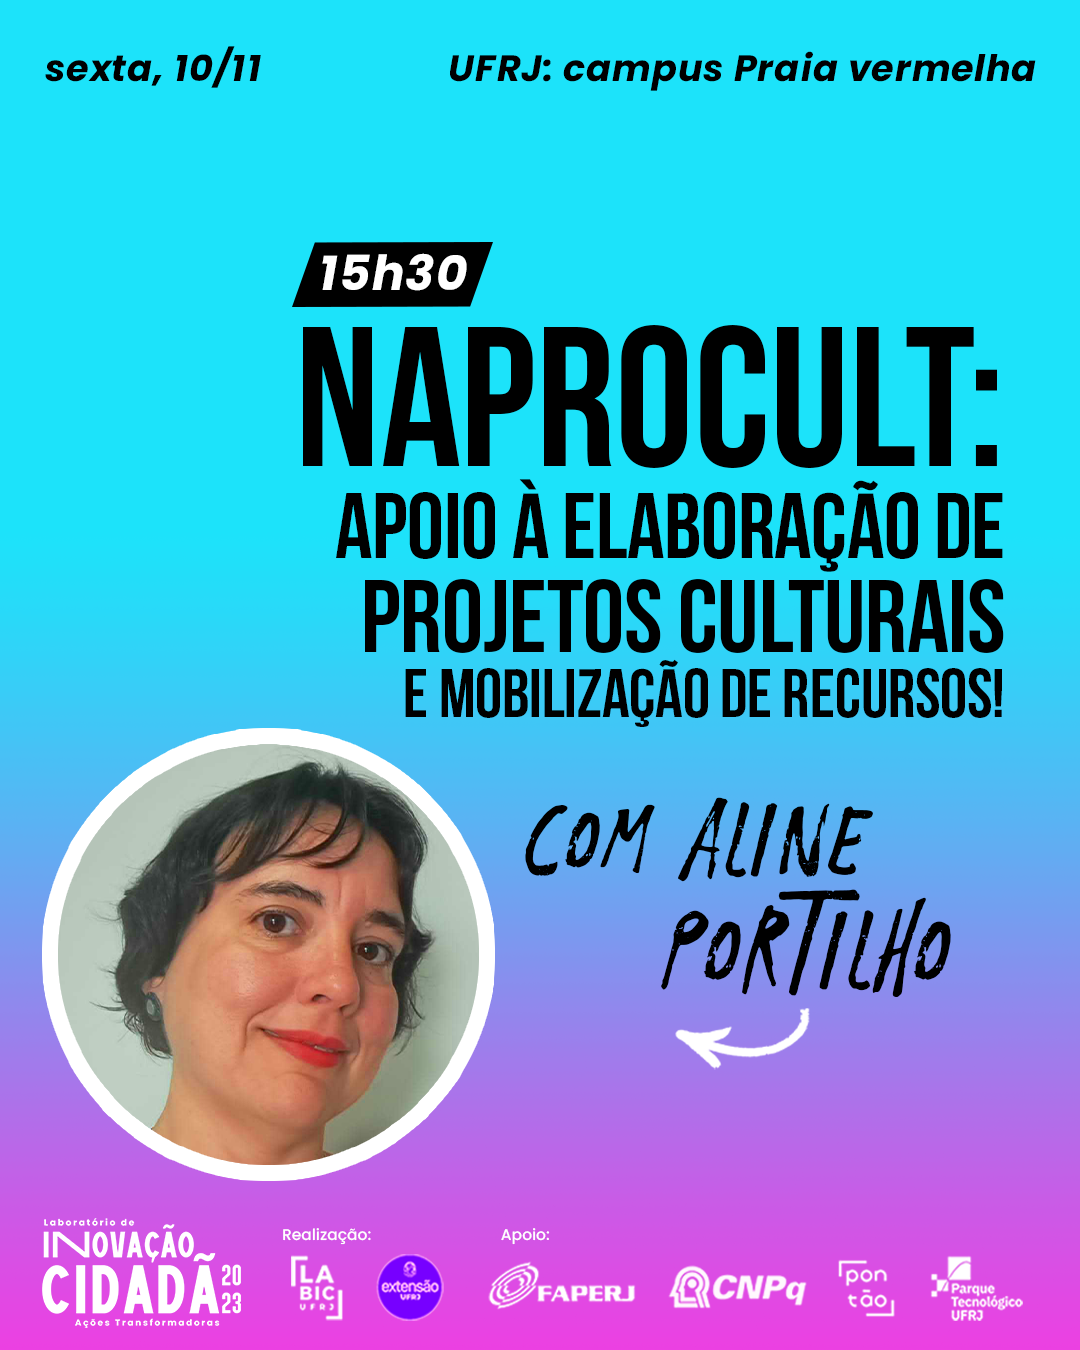 sexta, 10/11
UFRJ: campus Praia vermelha
15h30
NAPROCULT:
APOIO À ELABORAÇÃO DE
PROJETOS CULTURAIS
E MOBILIZAÇÃO DE RECURSOS!
COM ALINE
PORTILHO
Laboratório de
INOVAÇÃO
CIDADÃ
20
23
Ações Transformadoras
Realização:
LA
BIC
UFRJ
extensão
UFRJ
Apoio:
FAPERJ
CNPq
pon
tão
Parque
Tecnológico
UFRJ